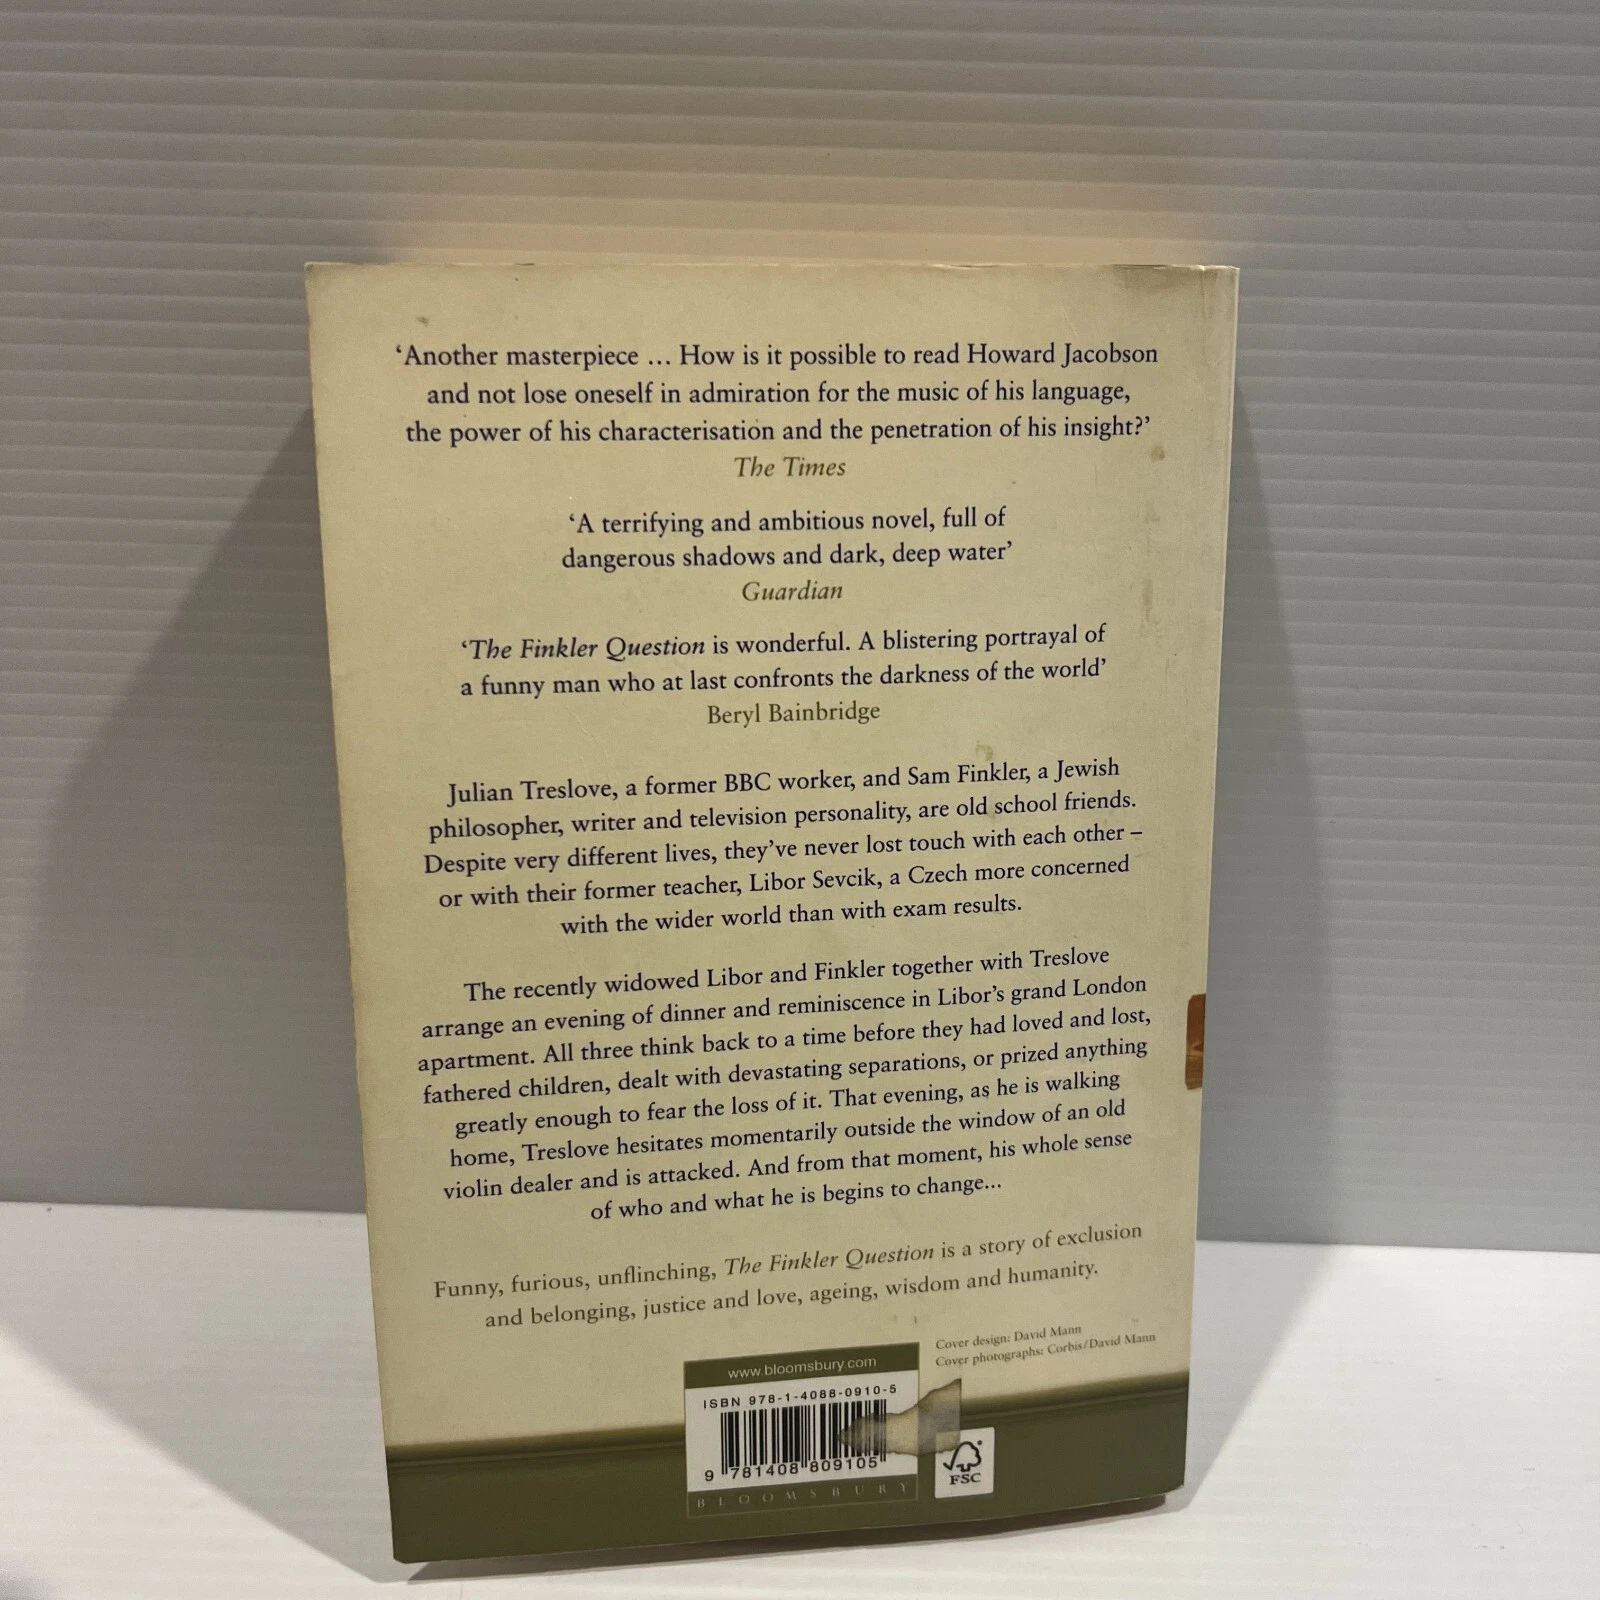 ‘Another masterpiece ... How is it possible to read Howard Jacobson
and not lose oneself in admiration for the music of his language,
the power of his characterisation and the penetration of his insight?’
The Times
‘A terrifying and ambitious novel, full of
dangerous shadows and dark, deep water’
Guardian
‘The Finkler Question is wonderful. A blistering portrayal of
a funny man who at last confronts the darkness of the world’
Beryl Bainbridge
Julian Treslove, a former BBC worker, and Sam Finkler, a Jewish
philosopher, writer and television personality, are old school friends.
Despite very different lives, they’ve never lost touch with each other –
or with their former teacher, Libor Sevcik, a Czech more concerned
with the wider world than with exam results.
The recently widowed Libor and Finkler together with Treslove
arrange an evening of dinner and reminiscence in Libor’s grand London
apartment. All three think back to a time before they had loved and lost,
fathered children, dealt with devastating separations, or prized anything
greatly enough to fear the loss of it. That evening, as he is walking
home, Treslove hesitates momentarily outside the window of an old
violin dealer and is attacked. And from that moment, his whole sense
of who and what he is begins to change...
Funny, furious, unflinching, The Finkler Question is a story of exclusion
and belonging, justice and love, ageing, wisdom and humanity.
Cover design: David Mann
Cover photographs: Corbis/David Mann
www.bloomsbury.com
ISBN 978-1-4088-0910-5
9 781408 809105
BLOOMSBURY
FSC